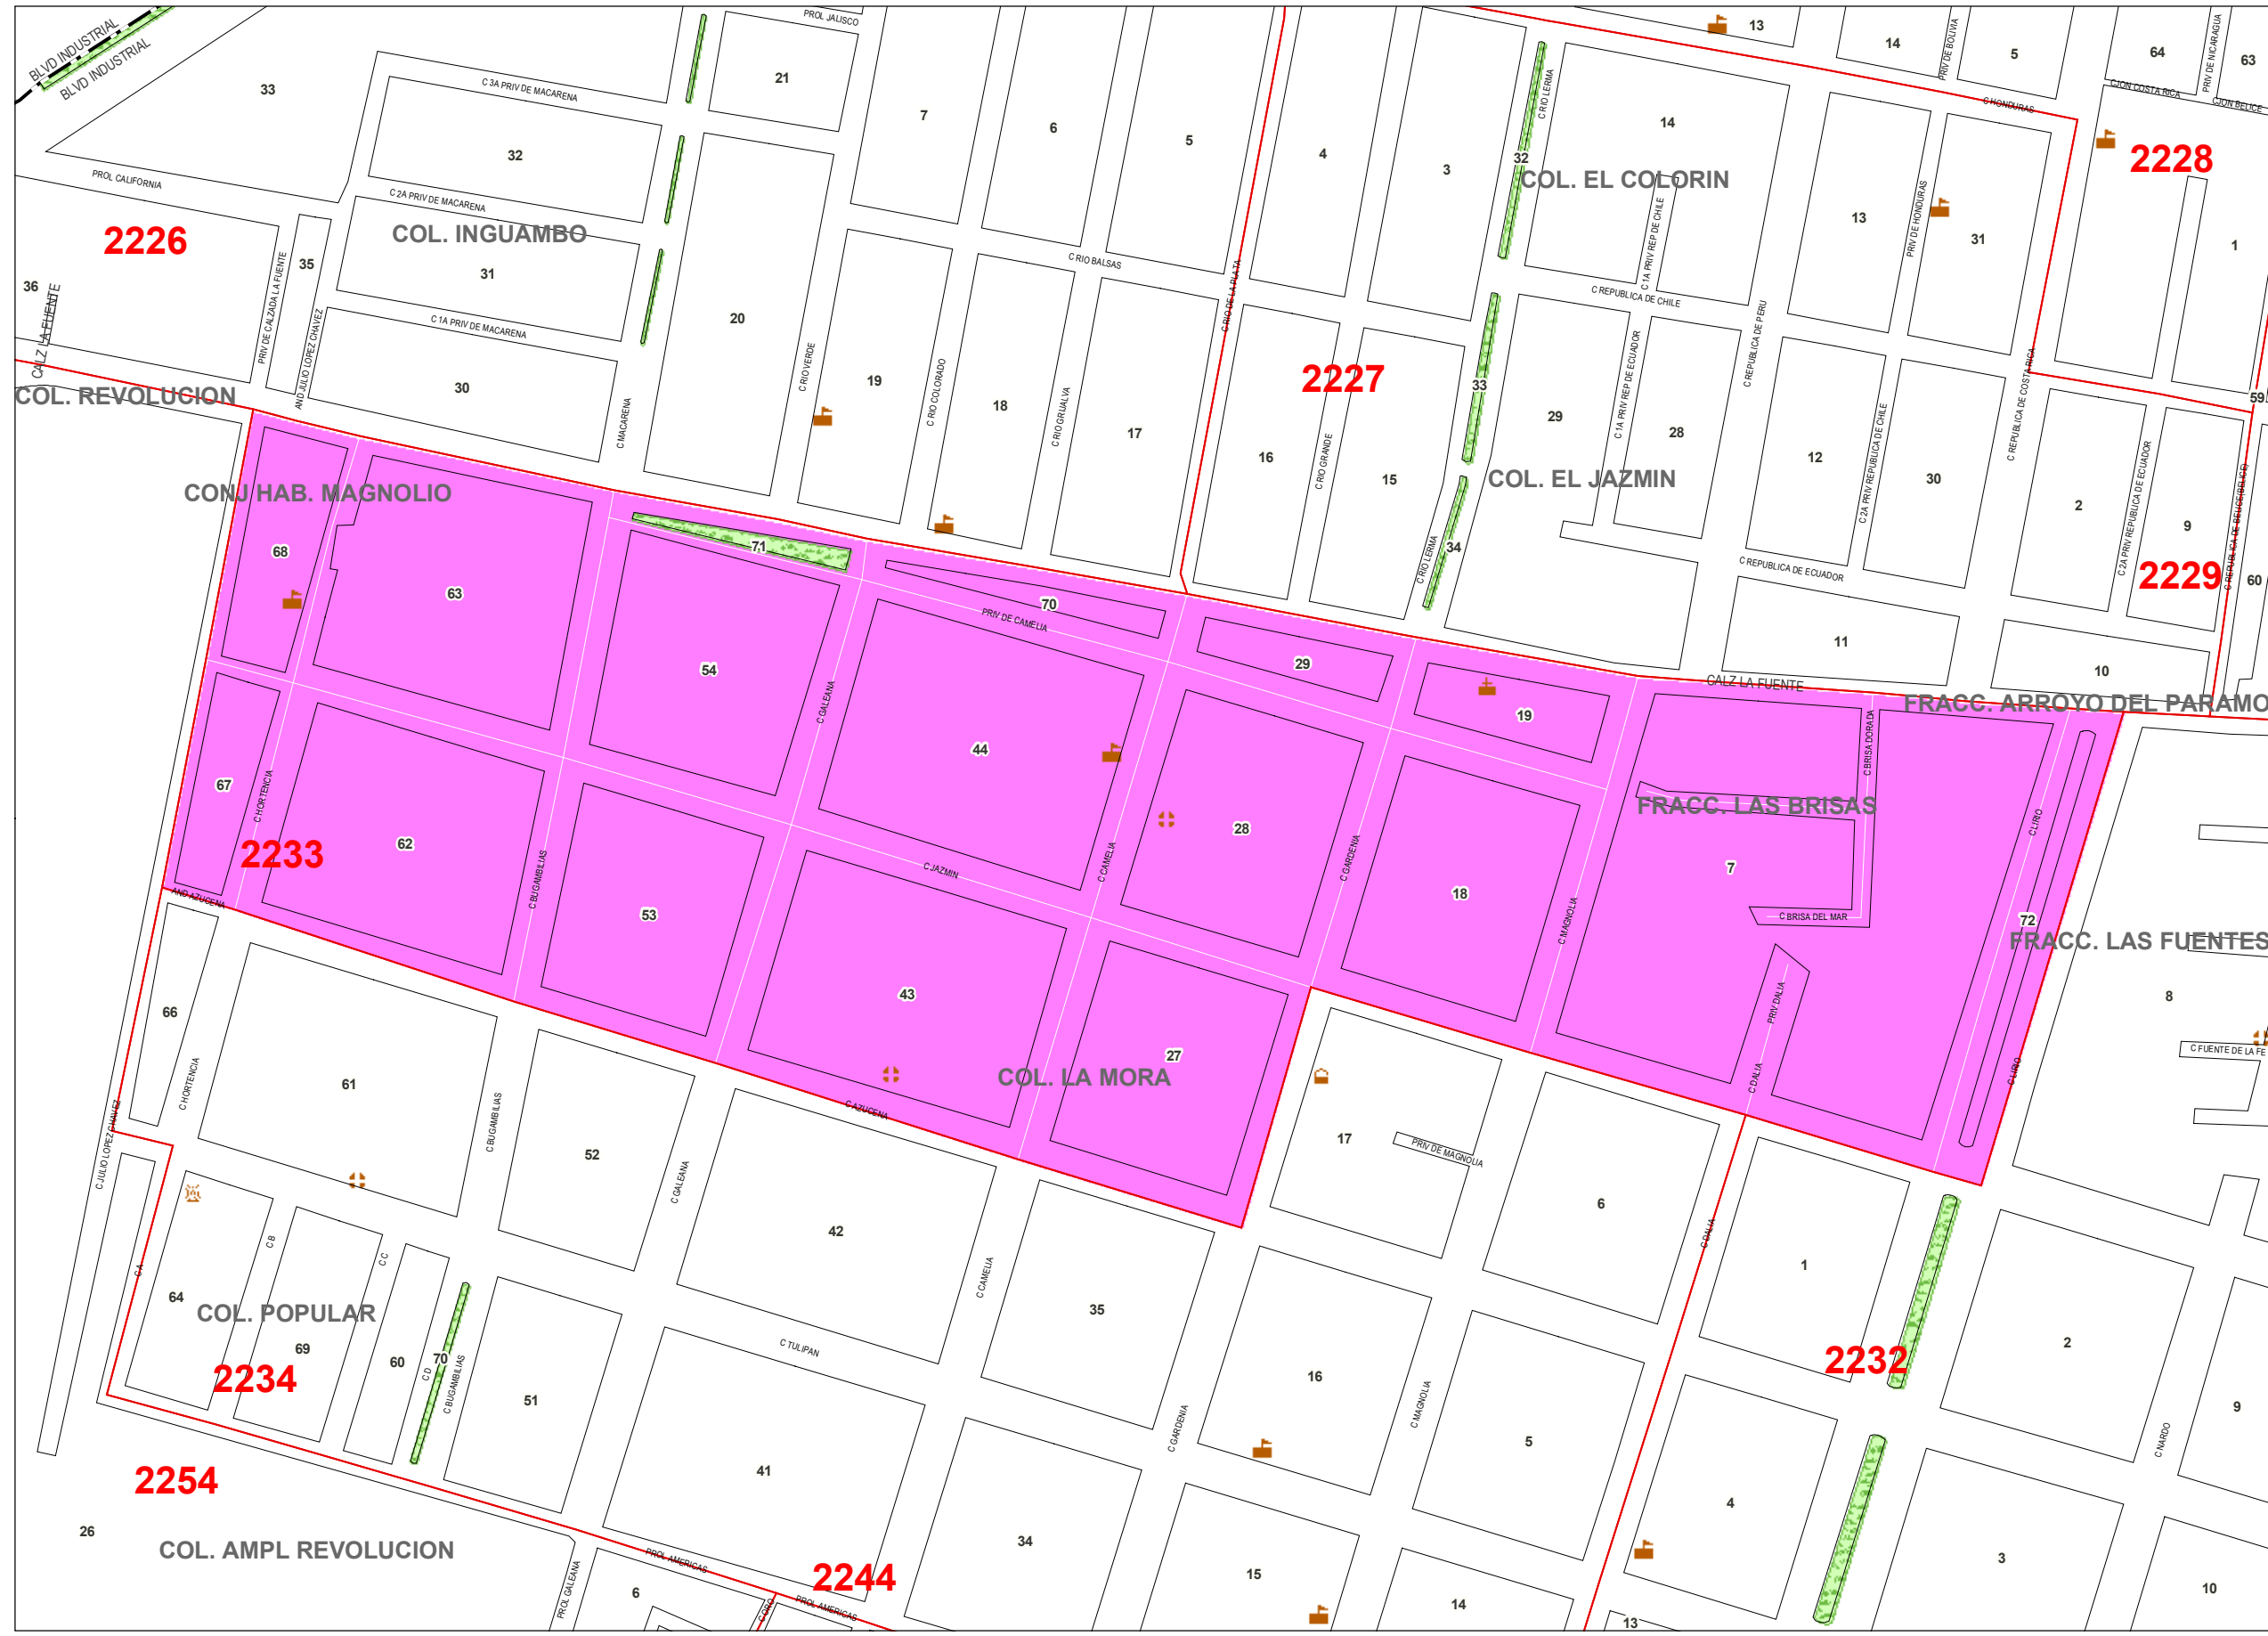 BLVD INDUSTRIAL
BLVD INDUSTRIAL
PROL JALISCO
13
14
PRIV DE BOLIVIA
5
64
PRIV DE NICARAGUA
63
33
C 3A PRIV DE MACARENA
21
7
6
5
4
3
C RIO LERMA
14
C HONDURAS
CJON COSTA RICA
CJON BELICE
2228
32
32
COL. EL COLORIN
PROL CALIFORNIA
C 2A PRIV DE MACARENA
COL. INGUAMBO
2226
35
31
20
C RIO BALSAS
C RIO DE LA PLATA
C 1A PRIV REP DE CHILE
13
PRIV DE HONDURAS
31
1
36
CALZ LA FUENTE
PRIV DE CALZADA LA FUENTE
AND JULIO LOPEZ CHAVEZ
C 1A PRIV DE MACARENA
30
C MACARENA
C RIO VERDE
19
C RIO COLORADO
18
C RIO GRIJALVA
17
16
C RIO GRANDE
15
2227
33
C REPUBLICA DE CHILE
29
C 1A PRIV REP DE ECUADOR
28
C REPUBLICA DE PERU
12
C 2A PRIV REPUBLICA DE CHILE
30
C REPUBLICA DE COSTA RICA
2
C 2A PRIV REPUBLICA DE ECUADOR
9
59
60
2229
COL. REVOLUCION
CONJ HAB. MAGNOLIO
COL. EL JAZMIN
34
C RIO LERMA
C REPUBLICA DE ECUADOR
11
10
68
63
71
70
PRIV DE CAMELIA
54
C GALEANA
44
29
19
CALZ LA FUENTE
FRACC. ARROYO DEL PARAMO
67
C HORTENCIA
62
2233
AND AZUCENA
C BUGAMBILIAS
53
C JAZMIN
C CAMELIA
28
C GARDENIA
18
C MAGNOLIA
FRACC. LAS BRISAS
C BRISA DORADA
7
C BRISA DEL MAR
C LIRIO
72
FRACC. LAS FUENTES
8
C FUENTE DE LA FE
43
27
COL. LA MORA
C AZUCENA
PRIV DALIA
C DALIA
C LIRIO
66
C HORTENCIA
61
C BUGAMBILIAS
52
C GALEANA
42
C CAMELIA
17
PRIV DE MAGNOLIA
6
C DALIA
1
2
C JULIO LOPEZ CHAVEZ
C A
64
C B
C C
COL. POPULAR
69
60
C D
70
C BUGAMBILIAS
2234
51
C TULIPAN
35
C GARDENIA
16
C MAGNOLIA
5
2232
4
C NARDO
9
2254
26
COL. AMPL REVOLUCION
41
34
PROL AMERICAS
2244
PROL GALEANA
6
C ORO
PROL AMERICAS
15
14
13
3
10